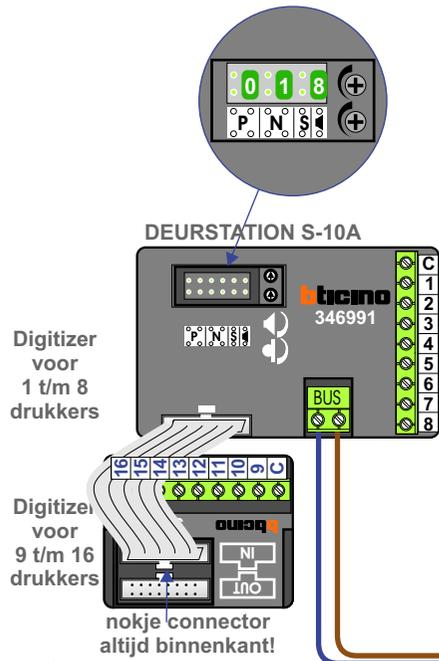 0 1 8
P N S
DEURSTATION S-10A
C
1
2
3
4
5
6
7
8
bticino
346991
P N S
BUS
Digitizer
voor
1 t/m 8
drukkers
16 15 14 13 12 11 10 9 C
bticino
IN
OUT
Digitizer
voor
9 t/m 16
drukkers
nokje connector
altijd binnenkant!